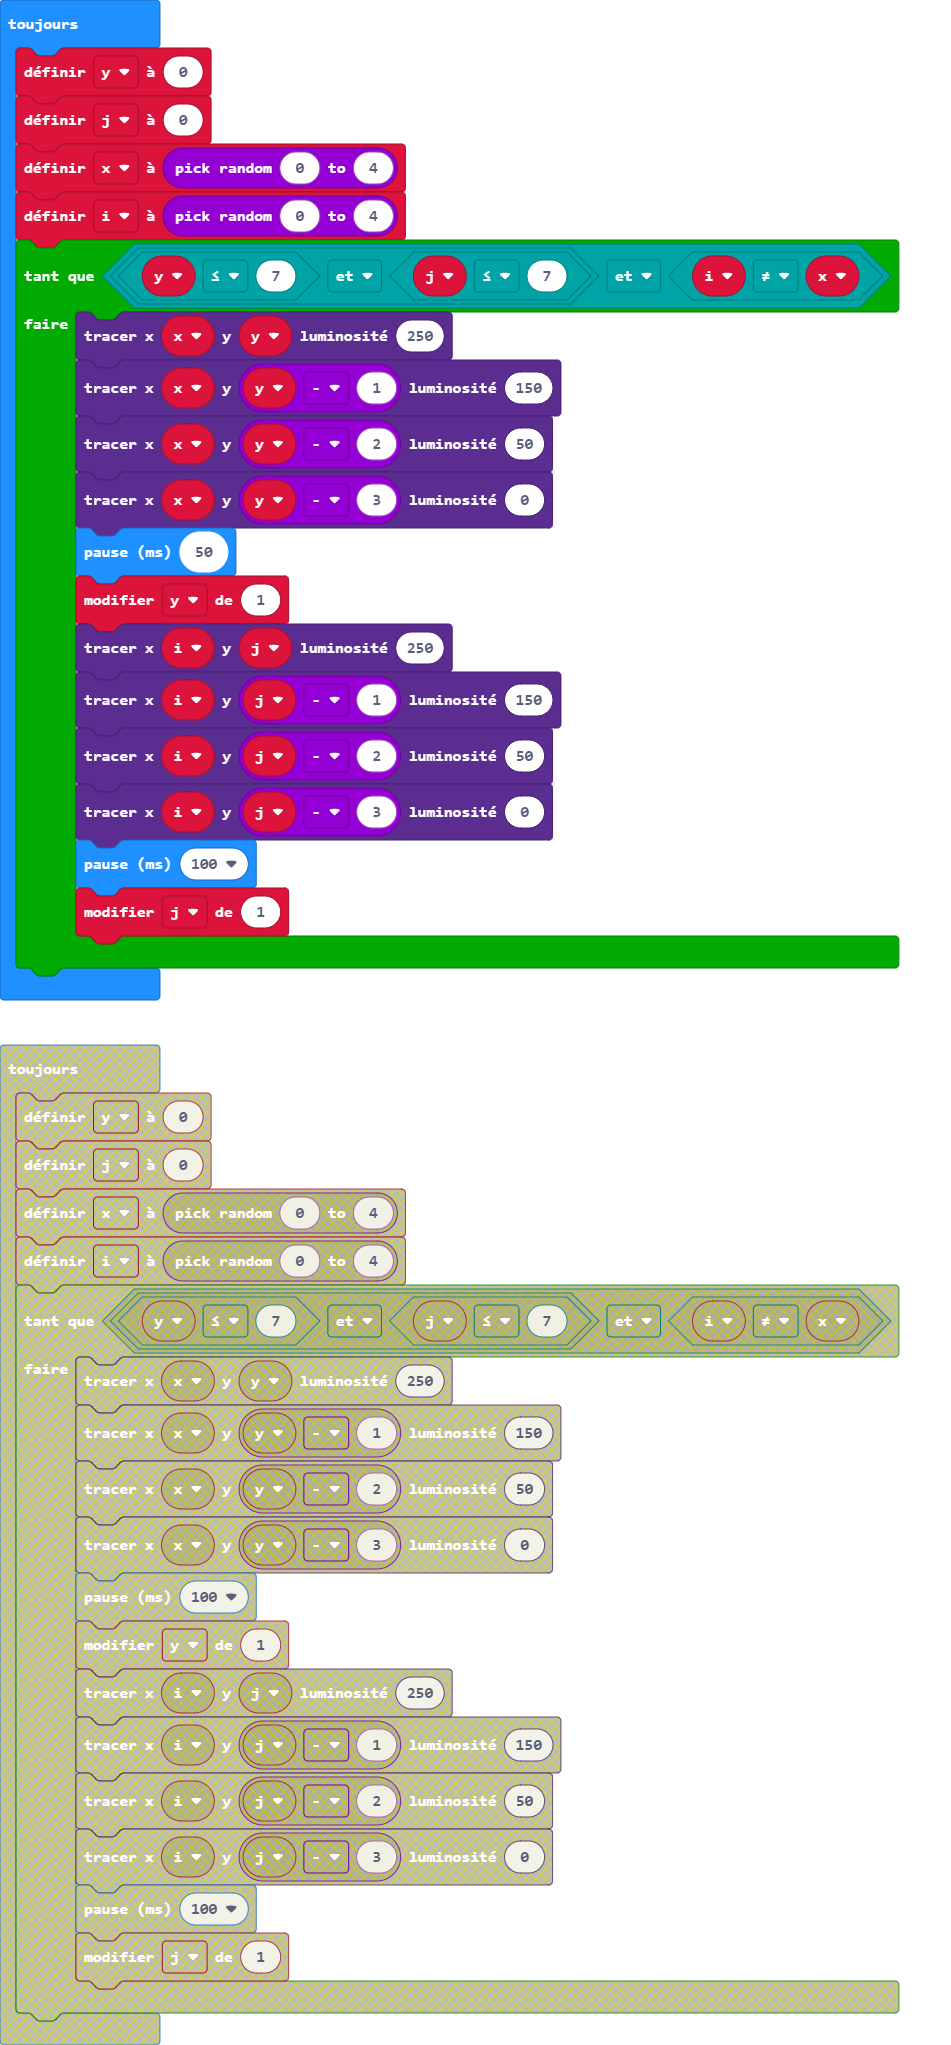 toujours
définir y à 0
définir j à 0
définir x à pick random 0 to 4
définir i à pick random 0 to 4
tant que y ≤ 7 et j ≤ 7 et i ≠ x
faire
tracer x x y y luminosité 250
tracer x x y y - 1 luminosité 150
tracer x x y y - 2 luminosité 50
tracer x x y y - 3 luminosité 0
pause (ms) 50
modifier y de 1
tracer x i y j luminosité 250
tracer x i y j - 1 luminosité 150
tracer x i y j - 2 luminosité 50
tracer x i y j - 3 luminosité 0
pause (ms) 100
modifier j de 1
toujours
définir y à 0
définir j à 0
définir x à pick random 0 to 4
définir i à pick random 0 to 4
tant que y ≤ 7 et j ≤ 7 et i ≠ x
faire
tracer x x y y luminosité 250
tracer x x y y - 1 luminosité 150
tracer x x y y - 2 luminosité 50
tracer x x y y - 3 luminosité 0
pause (ms) 100
modifier y de 1
tracer x i y j luminosité 250
tracer x i y j - 1 luminosité 150
tracer x i y j - 2 luminosité 50
tracer x i y j - 3 luminosité 0
pause (ms) 100
modifier j de 1